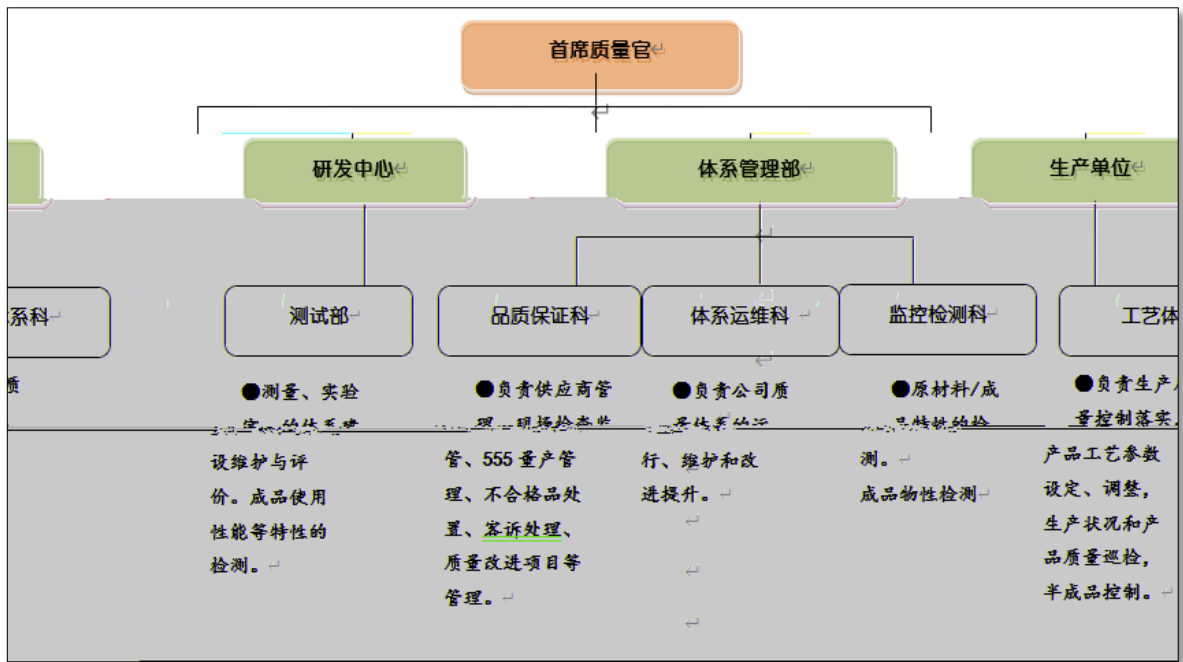 首席质量官
研发中心
体系管理部
生产单位
系科
测试部
品质保证科
体系运维科
监控检测科
工艺体
质
●测量、实验
设维护与评
价。成品使用
性能等特性的
检测。
●负责供应商管
管、555 量产管
理、不合格品处
置、客诉处理、
质量改进项目等
管理。
●负责公司质
行、维护和改
进提升。
●原材料/成
测。
成品物性检测
●负责生产
量控制落实
产品工艺参数
设定、调整,
生产状况和产
品质量巡检,
半成品控制。